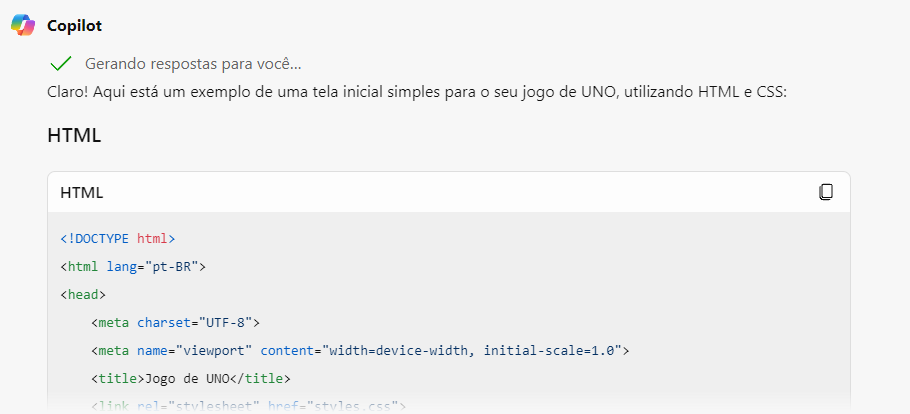 Copilot
Gerando respostas para você...
Claro! Aqui está um exemplo de uma tela inicial simples para o seu jogo de UNO, utilizando HTML e CSS:
HTML
HTML
<!DOCTYPE html>
<html lang="pt-BR">
<head>
    <meta charset="UTF-8">
    <meta name="viewport" content="width=device-width, initial-scale=1.0">
    <title>Jogo de UNO</title>
    <link rel="stylesheet" href="styles.css">